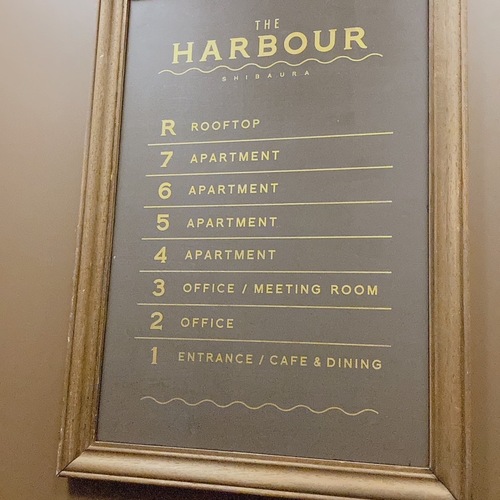 THE
HARBOUR
SHIBAURA
R ROOFTOP
7 APARTMENT
6 APARTMENT
5 APARTMENT
4 APARTMENT
3 OFFICE / MEETING ROOM
2 OFFICE
1 ENTRANCE / CAFE & DINING